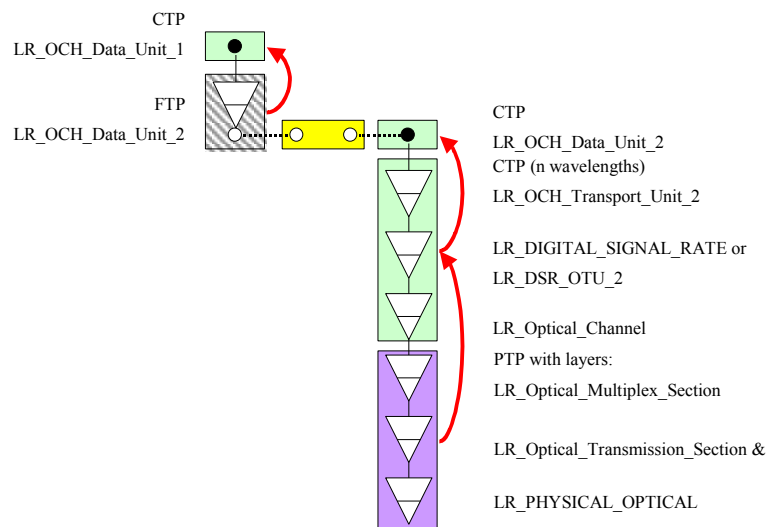 CTP
LR_OCH_Data_Unit_1
FTP
LR_OCH_Data_Unit_2
CTP
LR_OCH_Data_Unit_2
CTP (n wavelengths)
LR_OCH_Transport_Unit_2
LR_DIGITAL_SIGNAL_RATE or
LR_DSR_OTU_2
LR_Optical_Channel
PTP with layers:
LR_Optical_Multiplex_Section
LR_Optical_Transmission_Section &
LR_PHYSICAL_OPTICAL